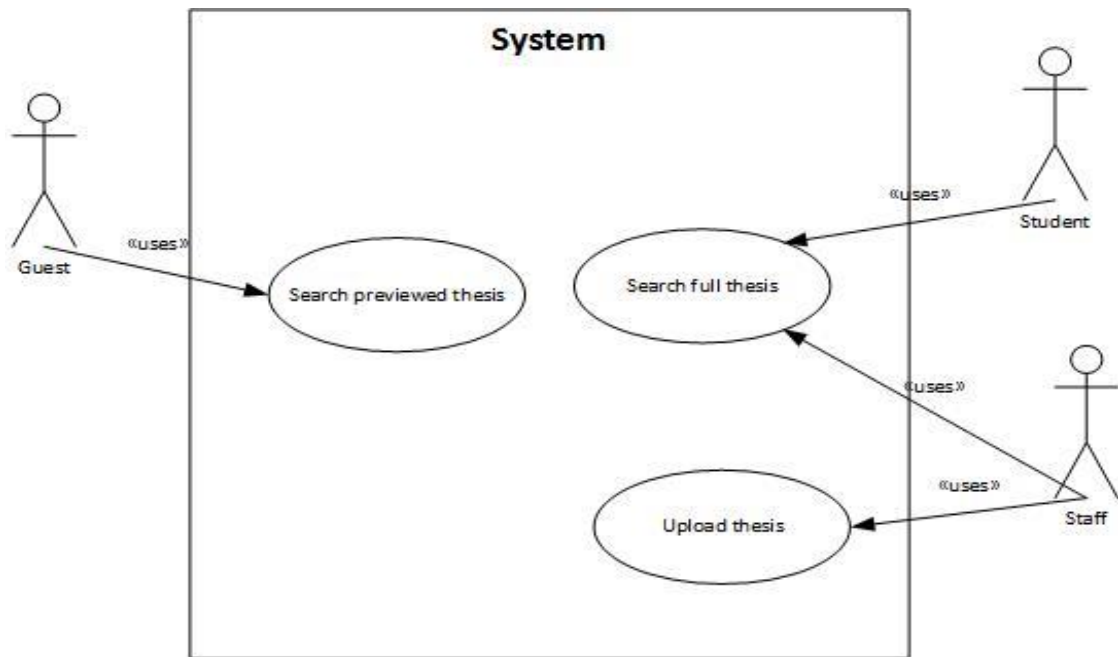 System
«uses»
Guest
Search previewed thesis
«uses»
Student
Search full thesis
«uses»
«uses»
Staff
Upload thesis